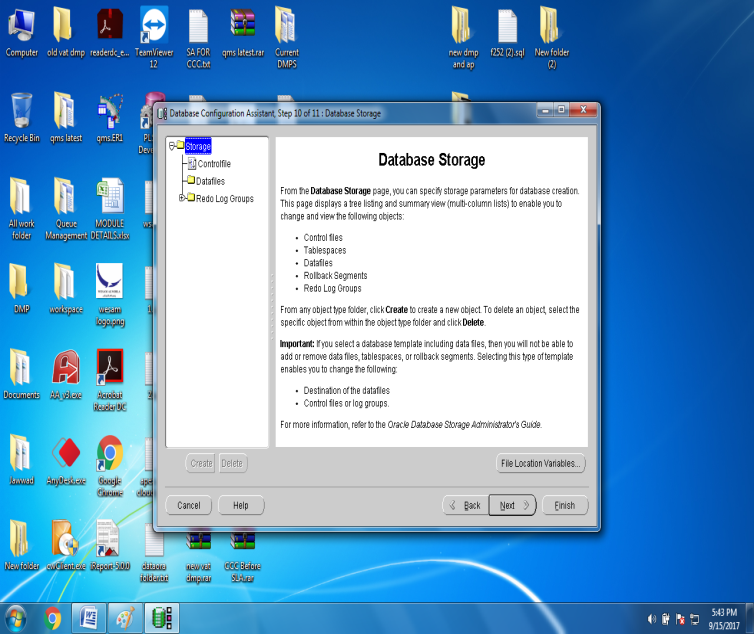 Computer
old vat dmp
readerdc_e...
TeamViewer
12
SA FOR
CCC.txt
qms latest.rar
Current
DMPS
new dmp
and ap
f252 (2).sql
New folder
(2)
Recycle Bin
qms latest
qms.ER1
Database Configuration Assistant, Step 10 of 11 : Database Storage
Storage
Controlfile
Datafiles
Redo Log Groups
Database Storage
From the Database Storage page, you can specify storage parameters for database creation.
This page displays a tree listing and summary view (multi-column lists) to enable you to
change and view the following objects:
• Control files
• Tablespaces
• Datafiles
• Rollback Segments
• Redo Log Groups
From any object type folder, click Create to create a new object. To delete an object, select the
specific object from within the object type folder and click Delete.
Important: If you select a database template including data files, then you will not be able to
add or remove data files, tablespaces, or rollback segments. Selecting this type of template
enables you to change the following:
• Destination of the datafiles
• Control files or log groups.
For more information, refer to the Oracle Database Storage Administrator's Guide.
Create
Delete
File Location Variables...
Cancel
Help
Back
Next
Finish
All work
folder
Queue
Management
MODULE
DETAILS.xlsx
DMP
workspace
wesam
logo.png
Documents
AA_v3.exe
Acrobat
Reader DC
Jawwad
AnyDesk.exe
Google
Chrome
New folder
owClient.exe
iReport-5.0.0
dataora
folder.txt
new vat
dmp.rar
GCC Before
SLA.rar
5:43 PM
9/15/2017